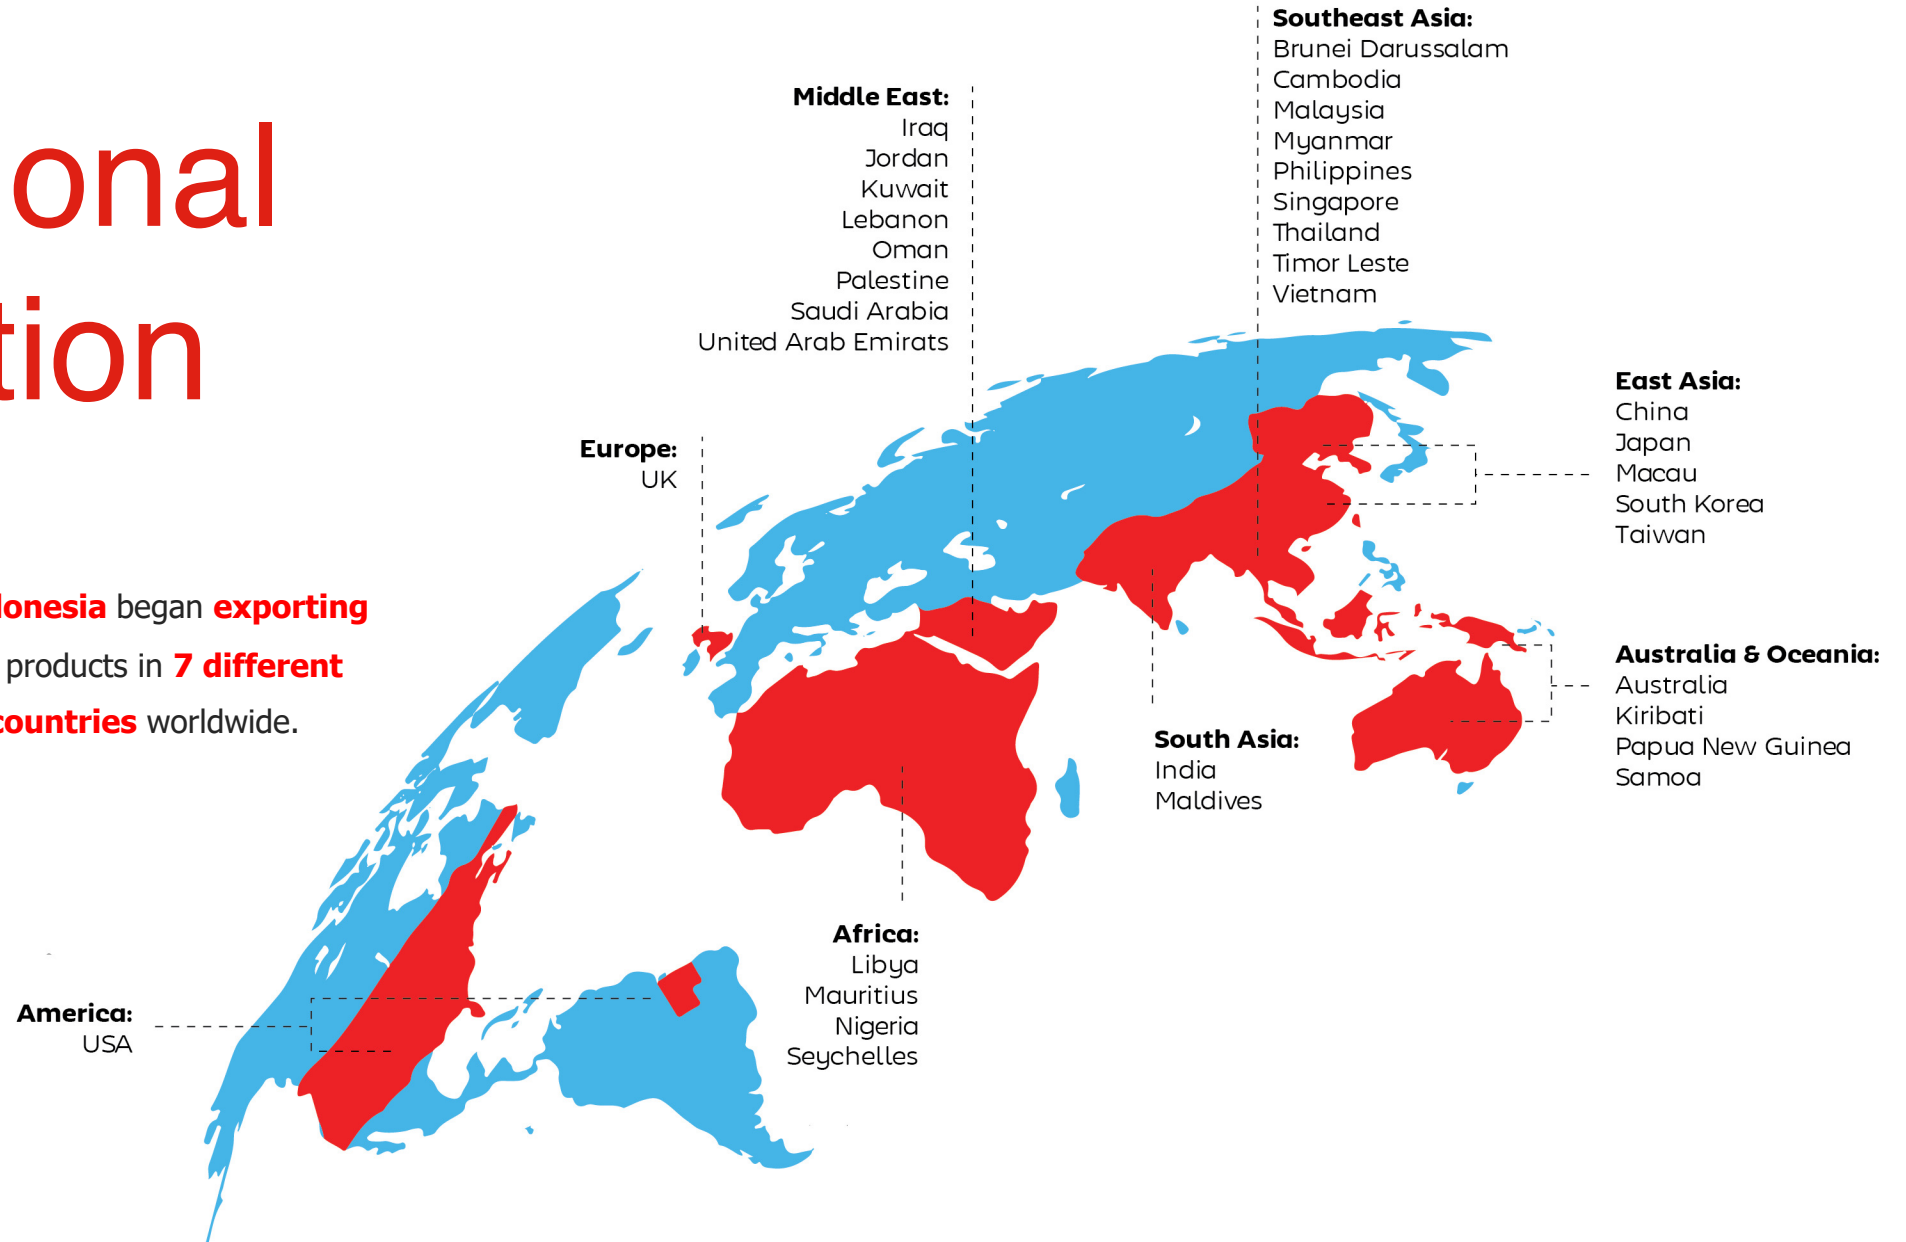 onal
tion
donesia began exporting
products in 7 different
countries worldwide.
Southeast Asia:
Brunei Darussalam
Cambodia
Malaysia
Myanmar
Philippines
Singapore
Thailand
Timor Leste
Vietnam
Middle East:
Iraq
Jordan
Kuwait
Lebanon
Oman
Palestine
Saudi Arabia
United Arab Emirats
East Asia:
China
Japan
Macau
South Korea
Taiwan
Europe:
UK
Australia & Oceania:
Australia
Kiribati
Papua New Guinea
Samoa
South Asia:
India
Maldives
Africa:
Libya
Mauritius
Nigeria
Seychelles
America:
USA